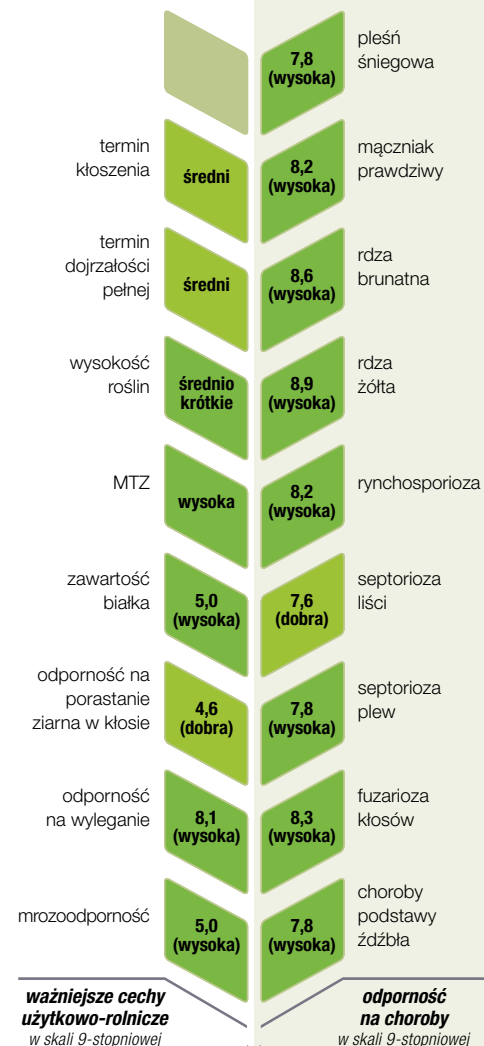 7,8
(wysoka)
pleśń
śniegowa
termin
kłoszenia
średni
8,2
(wysoka)
mączniak
prawdziwy
termin
dojrzałości
pełnej
średni
8,6
(wysoka)
rdza
brunatna
wysokość
roślin
średnio
krótkie
8,9
(wysoka)
rdza
żółta
MTZ
wysoka
8,2
(wysoka)
rynchosporioza
zawartość
białka
5,0
(wysoka)
7,6
(dobra)
septorioza
liści
odporność na
porastanie
ziarna w kłosie
4,6
(dobra)
7,8
(wysoka)
septorioza
plew
odporność
na wyleganie
8,1
(wysoka)
8,3
(wysoka)
fuzarioza
kłosów
mrozoodporność
5,0
(wysoka)
7,8
(wysoka)
choroby
podstawy
źdźbła
ważniejsze cechy
użytkowo-rolnicze
w skali 9-stopniowej
odporność
na choroby
w skali 9-stopniowej